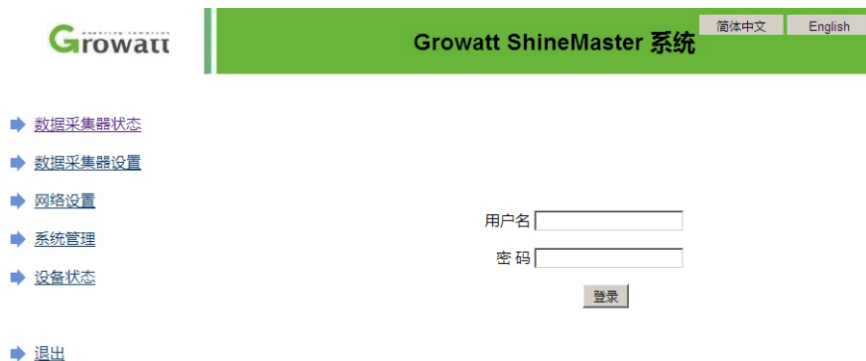 Growatt
Growatt ShineMaster 系统
简体中文
English
数据采集器状态
数据采集器设置
网络设置
系统管理
设备状态
退出
用户名
密 码
登录